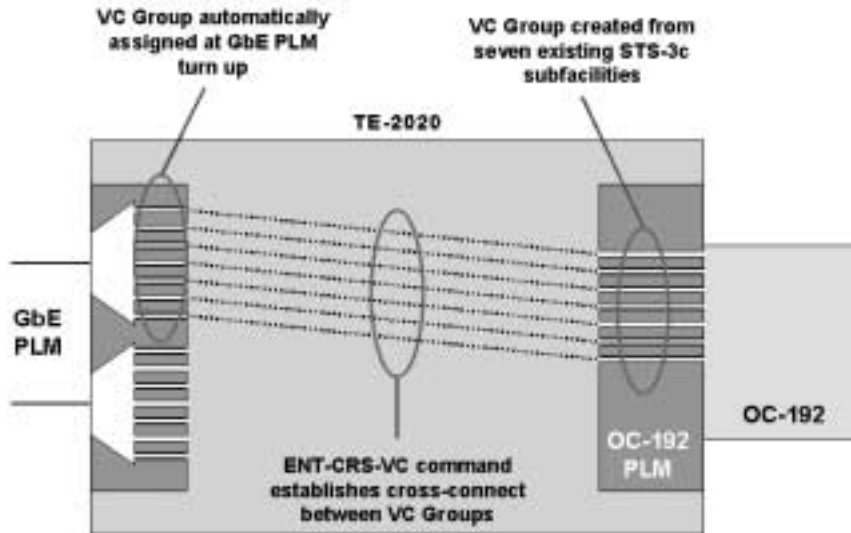 VC Group automatically
assigned at GbE PLM
turn up
VC Group created from
seven existing STS-3c
subfacilities
TE-2020
GbE
PLM
OC-192
OC-192
PLM
ENT-CRS-VC command
establishes cross-connect
between VC Groups